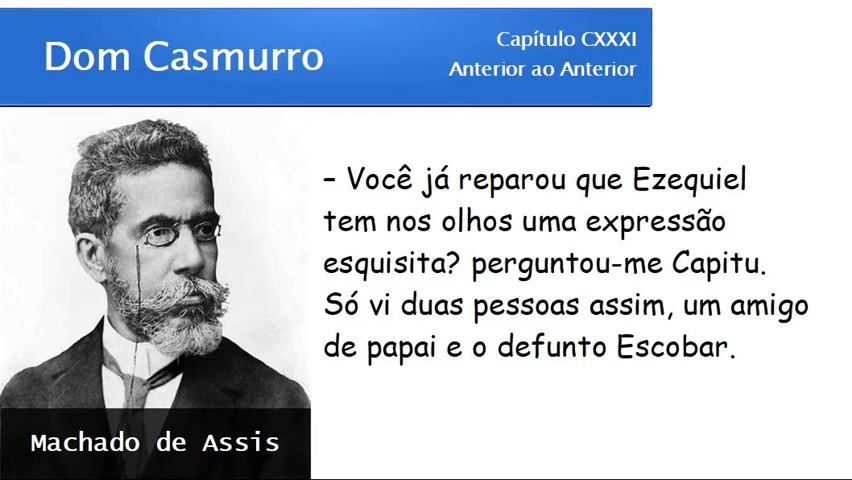 Dom Casmurro
Capítulo CXXXI
Anterior ao Anterior
– Você já reparou que Ezequiel
tem nos olhos uma expressão
esquisita? perguntou-me Capitu.
Só vi duas pessoas assim, um amigo
de papai e o defunto Escobar.
Machado de Assis